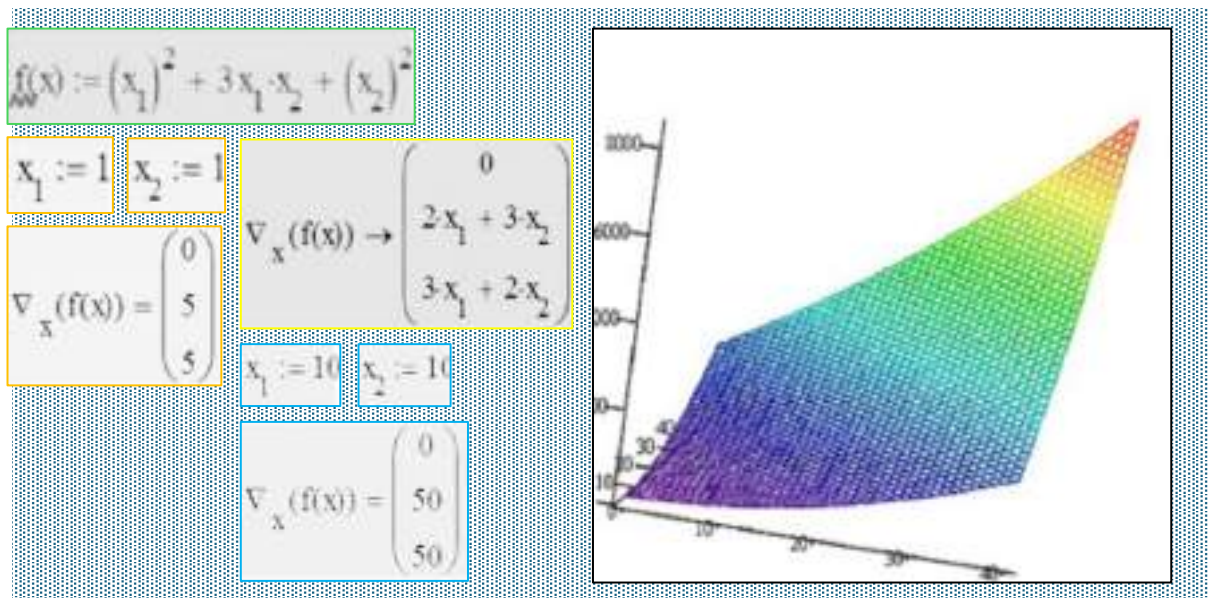 f(x) := (x₁)² + 3x₁·x₂ + (x₂)²
x₁ := 1
x₂ := 1
∇ₓ(f(x)) → ( 0
2·x₁ + 3·x₂
3·x₁ + 2·x₂ )
∇ₓ(f(x)) = ( 0
5
5 )
x₁ := 10
x₂ := 10
∇ₓ(f(x)) = ( 0
50
50 )
6000
40
30
10
0
10
20
30
40